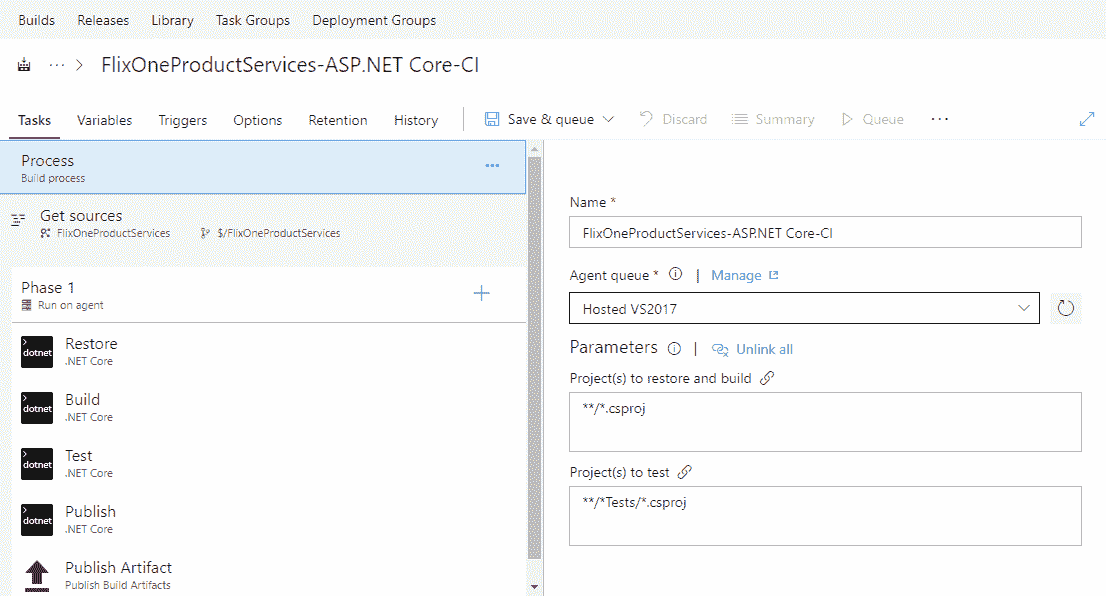 Builds Releases Library Task Groups Deployment Groups
··· > FlixOneProductServices-ASP.NET Core-CI
Tasks Variables Triggers Options Retention History Save & queue Discard Summary Queue ···
Process ···
Build process
Get sources
FlixOneProductServices $/FlixOneProductServices
Phase 1
Run on agent
dotnet Restore
.NET Core
dotnet Build
.NET Core
dotnet Test
.NET Core
dotnet Publish
.NET Core
Publish Artifact
Publish Build Artifacts
Name *
FlixOneProductServices-ASP.NET Core-CI
Agent queue * | Manage
Hosted VS2017
Parameters | Unlink all
Project(s) to restore and build
**/*.csproj
Project(s) to test
**/*Tests/*.csproj